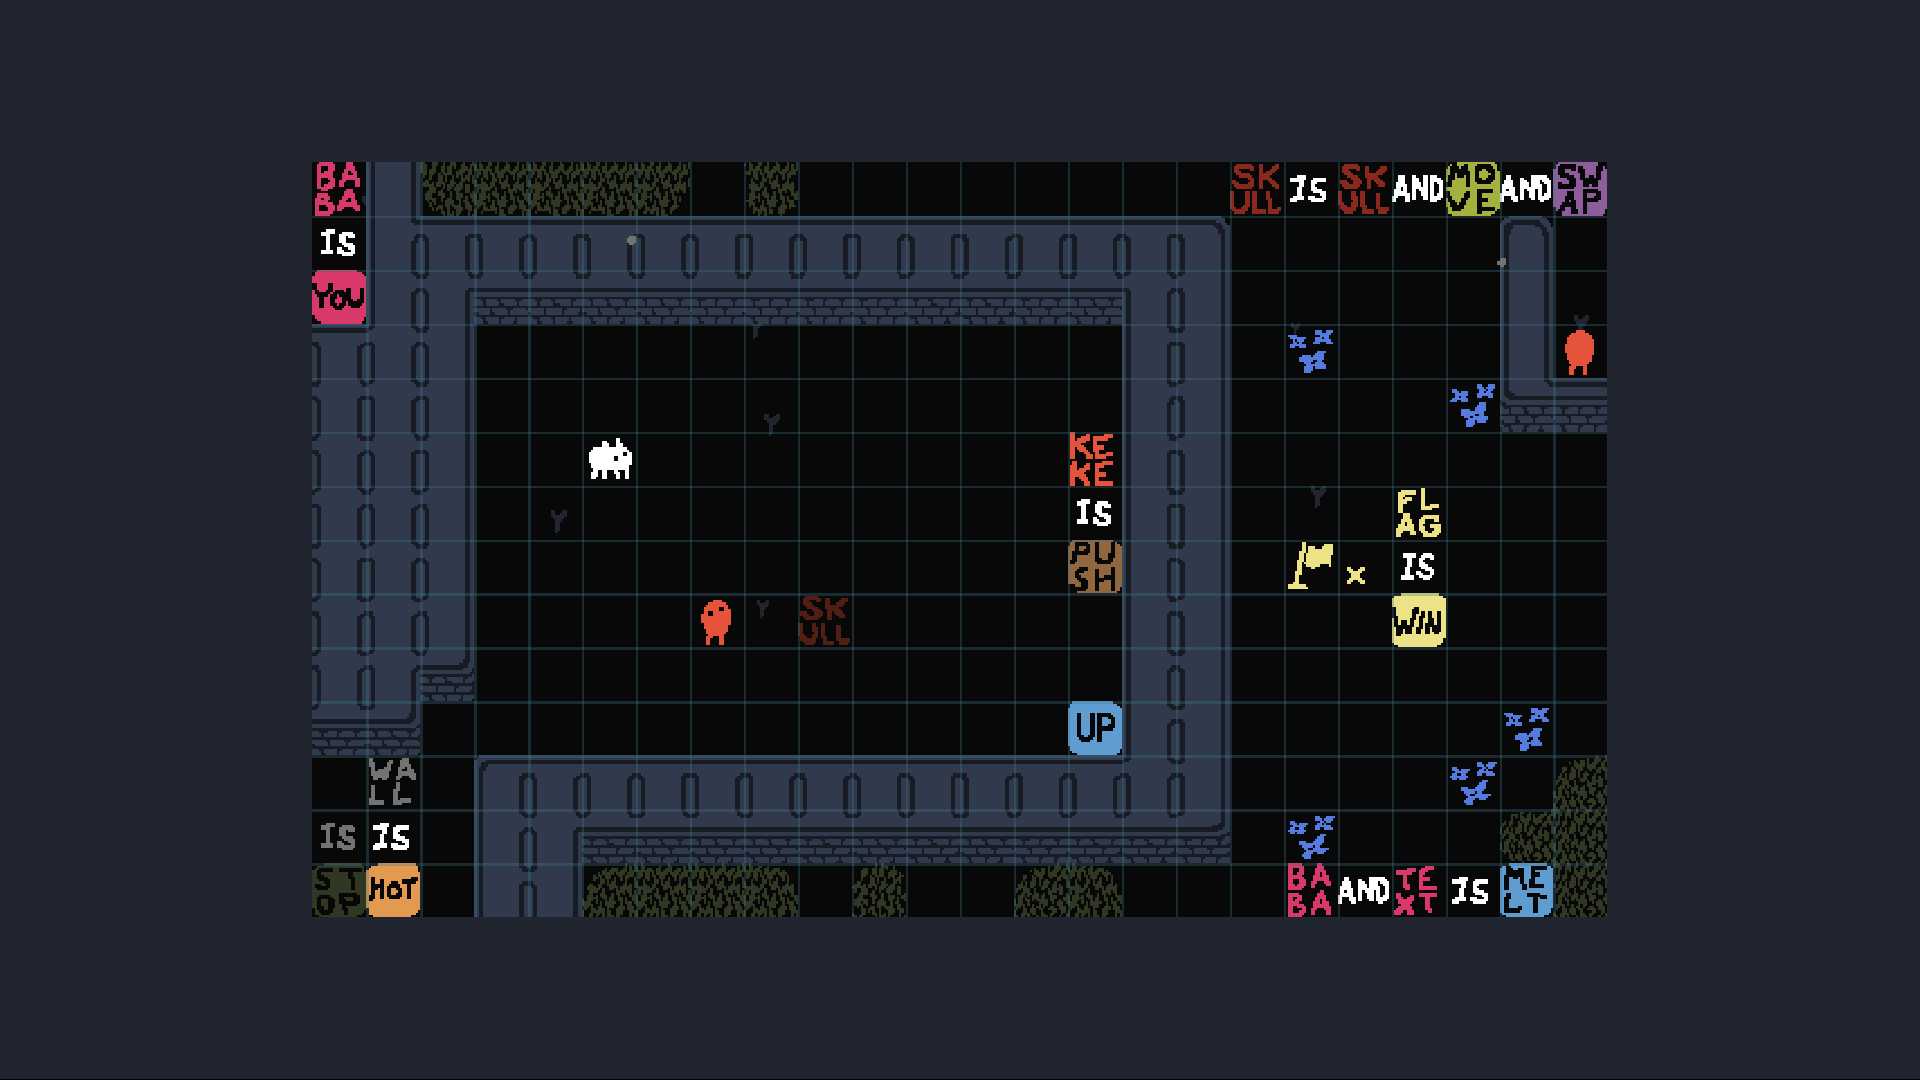 BABA
SKULL IS SKULL AND MOVE AND SWAP
IS
YOU
KEKE
IS
FLAG
PUSH
IS
SKULL
WIN
UP
WALL
IS IS
STOP HOT
BABA AND TEXT IS MELT